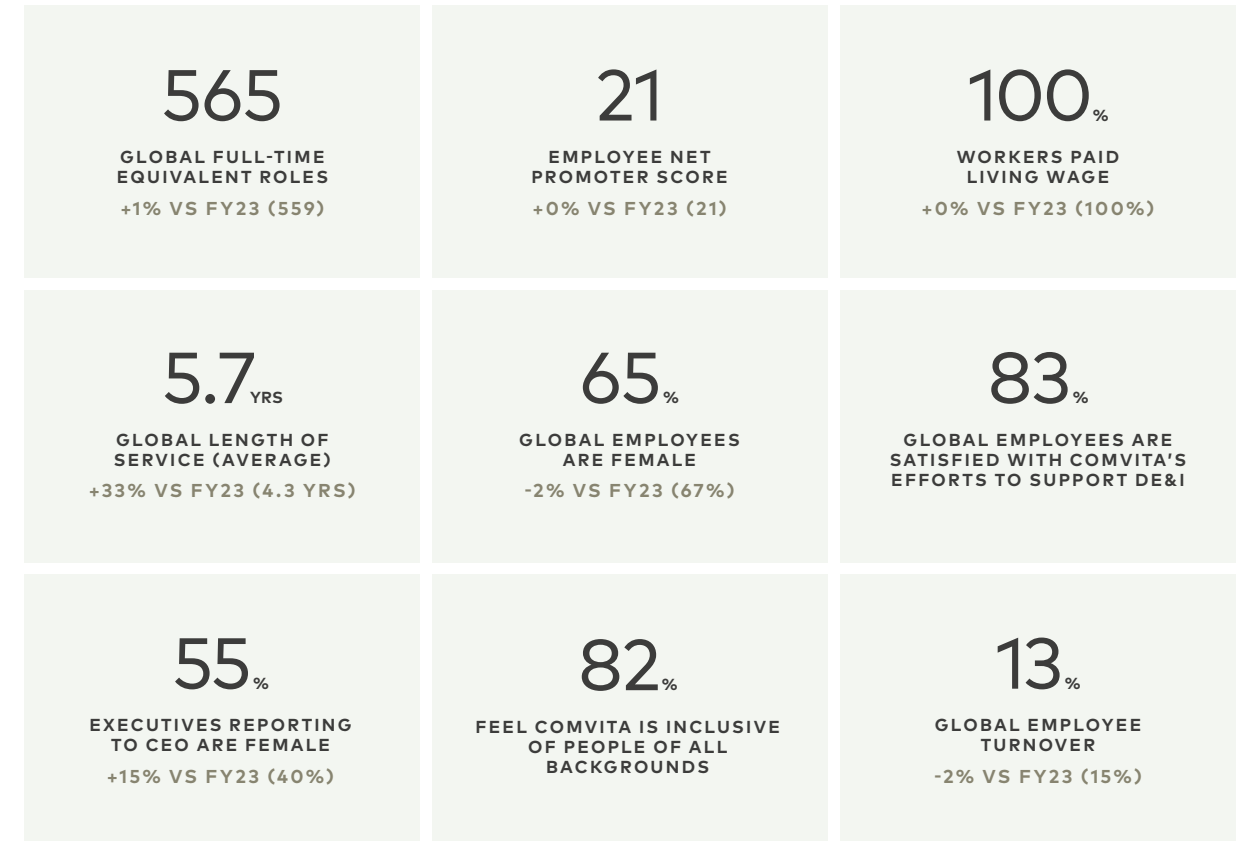 565
GLOBAL FULL-TIME
EQUIVALENT ROLES
+1% VS FY23 (559)
21
EMPLOYEE NET
PROMOTER SCORE
+0% VS FY23 (21)
100%
WORKERS PAID
LIVING WAGE
+0% VS FY23 (100%)
5.7YRS
GLOBAL LENGTH OF
SERVICE (AVERAGE)
+33% VS FY23 (4.3 YRS)
65%
GLOBAL EMPLOYEES
ARE FEMALE
-2% VS FY23 (67%)
83%
GLOBAL EMPLOYEES ARE
SATISFIED WITH COMVITA'S
EFFORTS TO SUPPORT DE&I
55%
EXECUTIVES REPORTING
TO CEO ARE FEMALE
+15% VS FY23 (40%)
82%
FEEL COMVITA IS INCLUSIVE
OF PEOPLE OF ALL
BACKGROUNDS
13%
GLOBAL EMPLOYEE
TURNOVER
-2% VS FY23 (15%)